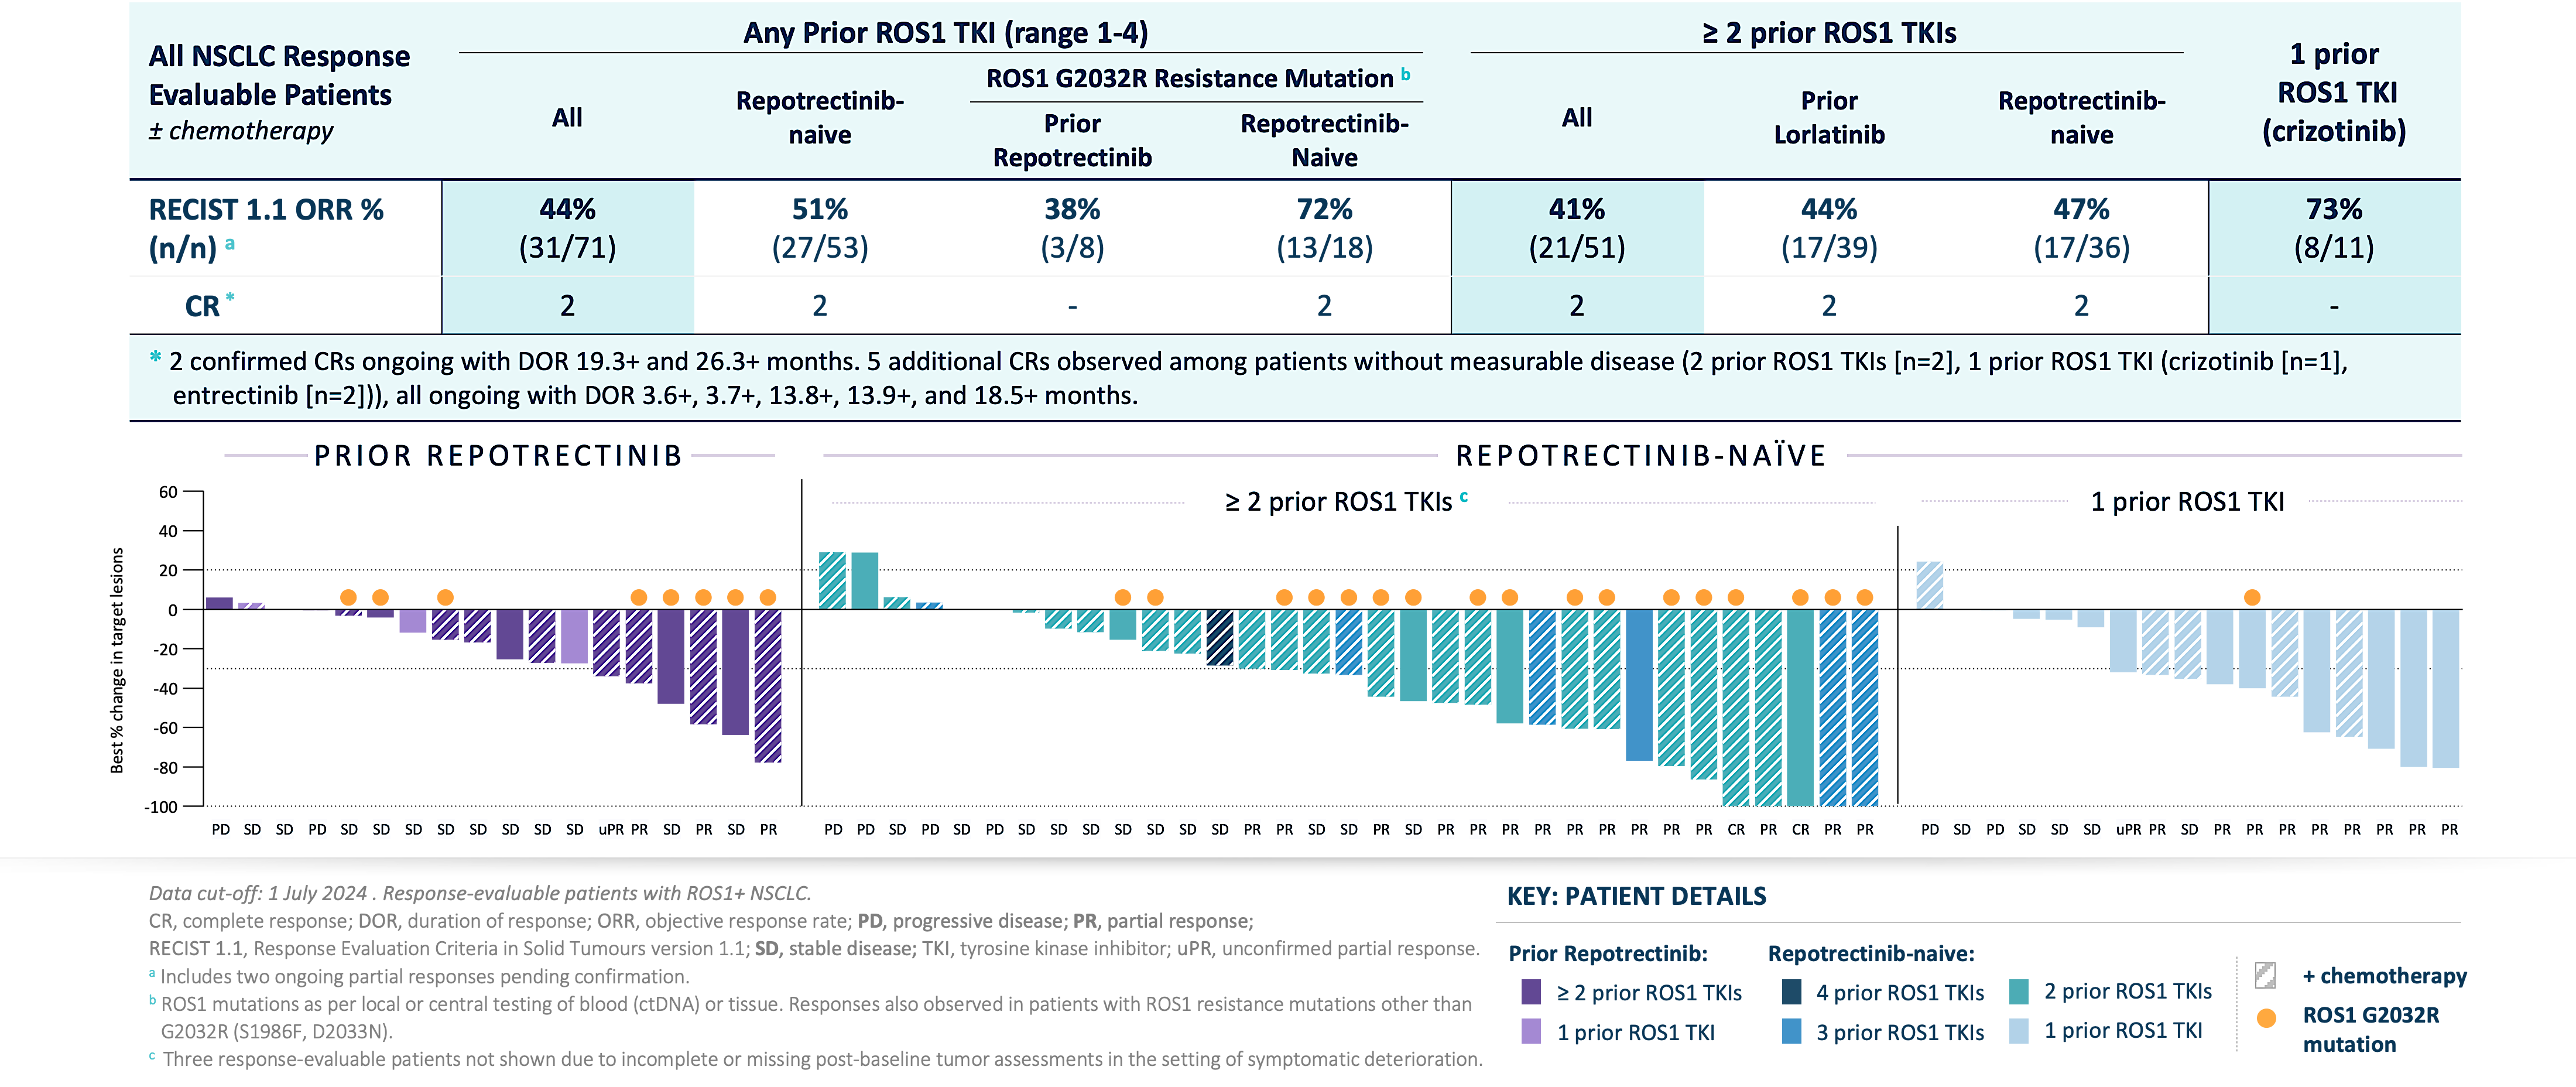 All NSCLC Response
Evaluable Patients
± chemotherapy
Any Prior ROS1 TKI (range 1-4)
≥ 2 prior ROS1 TKIs
1 prior
ROS1 TKI
(crizotinib)
All
Repotrectinib-
naive
ROS1 G2032R Resistance Mutation b
Prior
Repotrectinib
Repotrectinib-
Naive
All
Prior
Lorlatinib
Repotrectinib-
naive
RECIST 1.1 ORR %
(n/n) a
44% 51% 38% 72% 41% 44% 47% 73%
(31/71) (27/53) (3/8) (13/18) (21/51) (17/39) (17/36) (8/11)
CR * 2 2 - 2 2 2 2 -
* 2 confirmed CRs ongoing with DOR 19.3+ and 26.3+ months. 5 additional CRs observed among patients without measurable disease (2 prior ROS1 TKIs [n=2], 1 prior ROS1 TKI (crizotinib [n=1],
entrectinib [n=2])), all ongoing with DOR 3.6+, 3.7+, 13.8+, 13.9+, and 18.5+ months.
PRIOR REPOTRECTINIB
REPOTRECTINIB-NAÏVE
≥ 2 prior ROS1 TKIs c
1 prior ROS1 TKI
Best % change in target lesions
60
40
20
0
-20
-40
-60
-80
-100
PD SD SD PD SD SD SD SD SD SD SD SD uPR PR SD PR SD PR
PD PD SD PD SD PD SD SD SD SD SD SD SD PR PR SD SD PR SD PR PR PR PR PR PR PR PR PR CR PR CR PR PR
PD SD PD SD SD SD uPR PR SD PR PR PR PR PR PR PR PR
Data cut-off: 1 July 2024 . Response-evaluable patients with ROS1+ NSCLC.
CR, complete response; DOR, duration of response; ORR, objective response rate; PD, progressive disease; PR, partial response;
RECIST 1.1, Response Evaluation Criteria in Solid Tumours version 1.1; SD, stable disease; TKI, tyrosine kinase inhibitor; uPR, unconfirmed partial response.
a Includes two ongoing partial responses pending confirmation.
b ROS1 mutations as per local or central testing of blood (ctDNA) or tissue. Responses also observed in patients with ROS1 resistance mutations other than
G2032R (S1986F, D2033N).
c Three response-evaluable patients not shown due to incomplete or missing post-baseline tumor assessments in the setting of symptomatic deterioration.
KEY: PATIENT DETAILS
Prior Repotrectinib:
≥ 2 prior ROS1 TKIs
1 prior ROS1 TKI
Repotrectinib-naive:
4 prior ROS1 TKIs
3 prior ROS1 TKIs
2 prior ROS1 TKIs
1 prior ROS1 TKI
+ chemotherapy
ROS1 G2032R
mutation